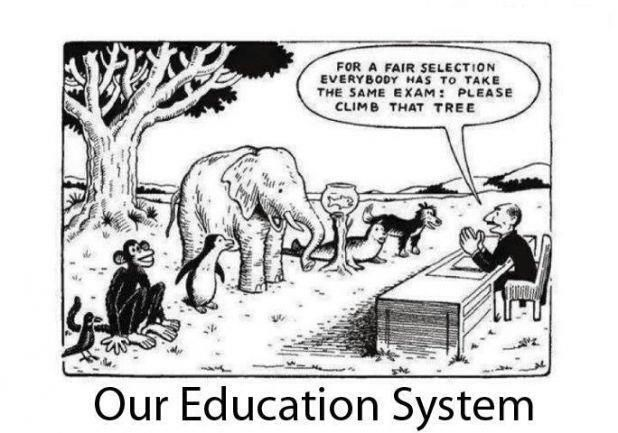 FOR A FAIR SELECTION
EVERYBODY HAS TO TAKE
THE SAME EXAM: PLEASE
CLIMB THAT TREE
Our Education System